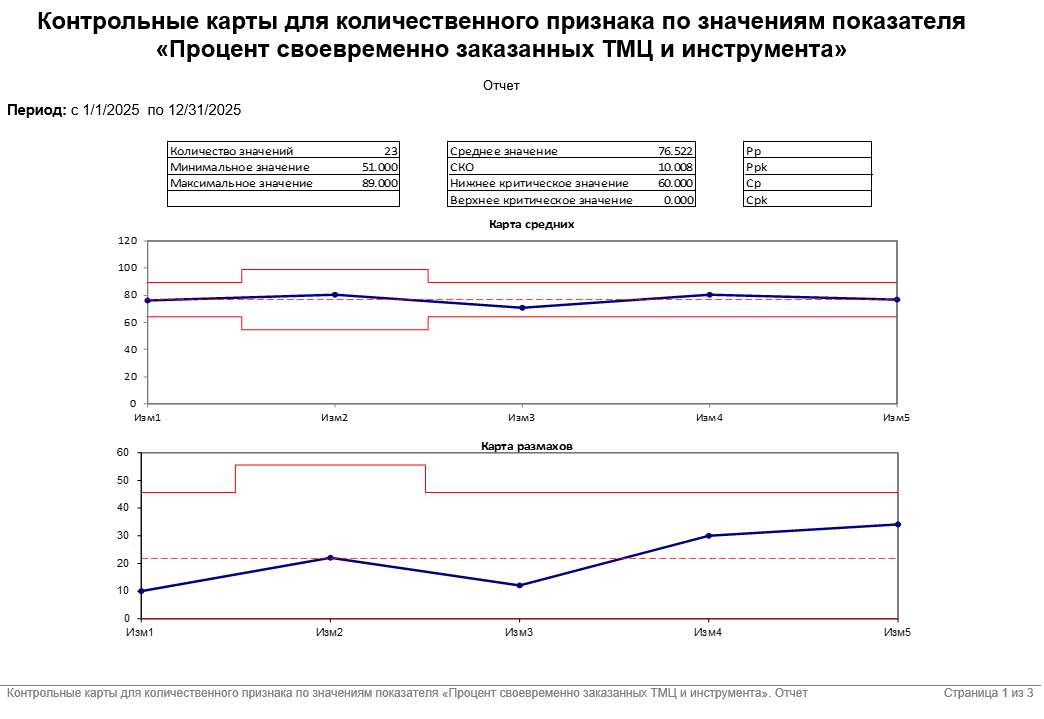 Контрольные карты для количественного признака по значениям показателя
«Процент своевременно заказанных ТМЦ и инструмента»
Отчет
Период: с 1/1/2025 по 12/31/2025
Количество значений 23
Минимальное значение 51.000
Максимальное значение 89.000
Среднее значение 76.522
СКО 10.008
Нижнее критическое значение 60.000
Верхнее критическое значение 0.000
Pp
Ppk
Cp
Cpk
Карта средних
120
100
80
60
40
20
0
Изм1 Изм2 Изм3 Изм4 Изм5
Карта размахов
60
50
40
30
20
10
0
Изм1 Изм2 Изм3 Изм4 Изм5
Контрольные карты для количественного признака по значениям показателя «Процент своевременно заказанных ТМЦ и инструмента». Отчет Страница 1 из 3